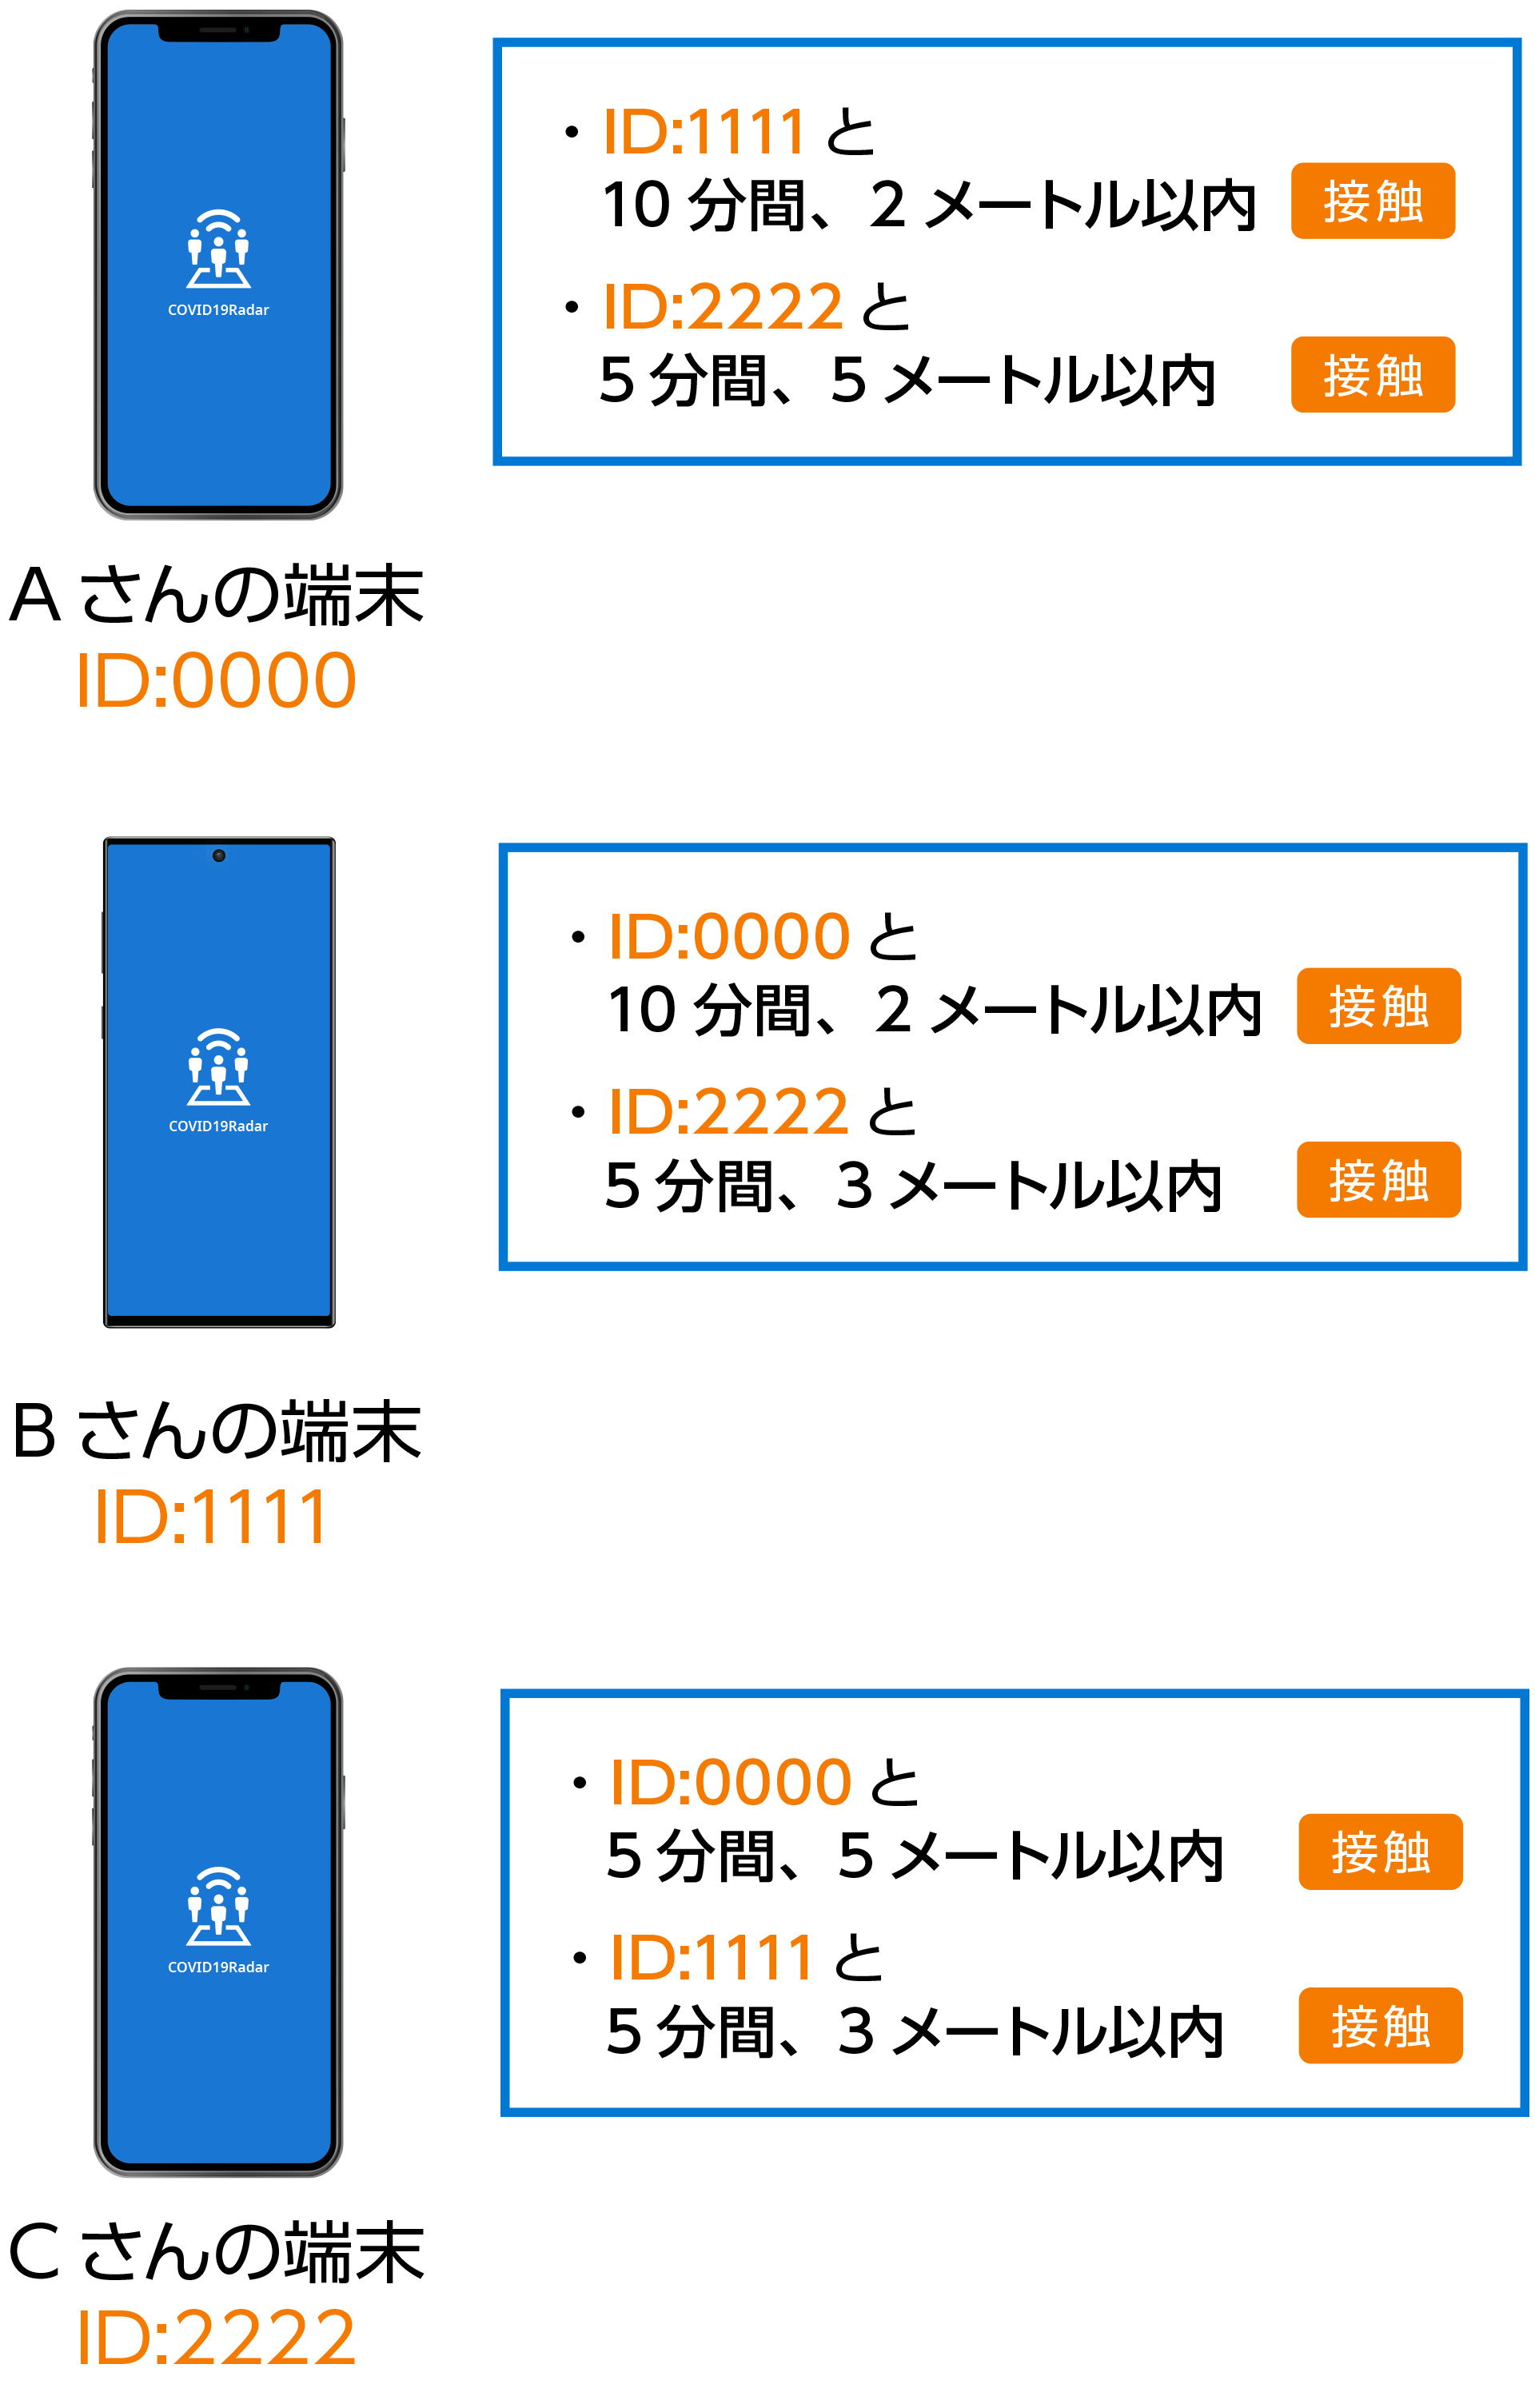 COVID19Radar
・ID:1111 と
10 分間、2 メートル以内 接触
・ID:2222 と
5 分間、5 メートル以内 接触
A さんの端末
ID:0000
COVID19Radar
・ID:0000 と
10 分間、2 メートル以内 接触
・ID:2222 と
5 分間、3 メートル以内 接触
B さんの端末
ID:1111
COVID19Radar
・ID:0000 と
5 分間、5 メートル以内 接触
・ID:1111 と
5 分間、3 メートル以内 接触
C さんの端末
ID:2222